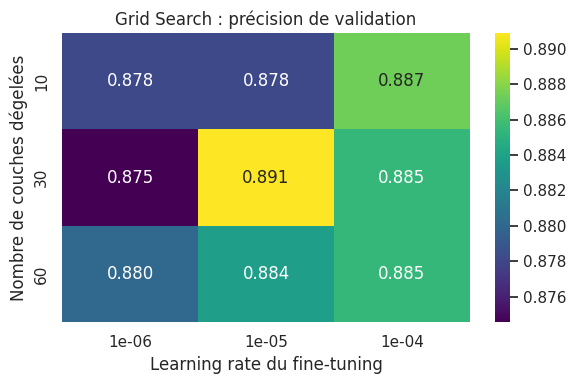 Grid Search : précision de validation
Nombre de couches dégelées
10
0.878 0.878 0.887
30
0.875 0.891 0.885
60
0.880 0.884 0.885
1e-06 1e-05 1e-04
Learning rate du fine-tuning
0.890
0.888
0.886
0.884
0.882
0.880
0.878
0.876